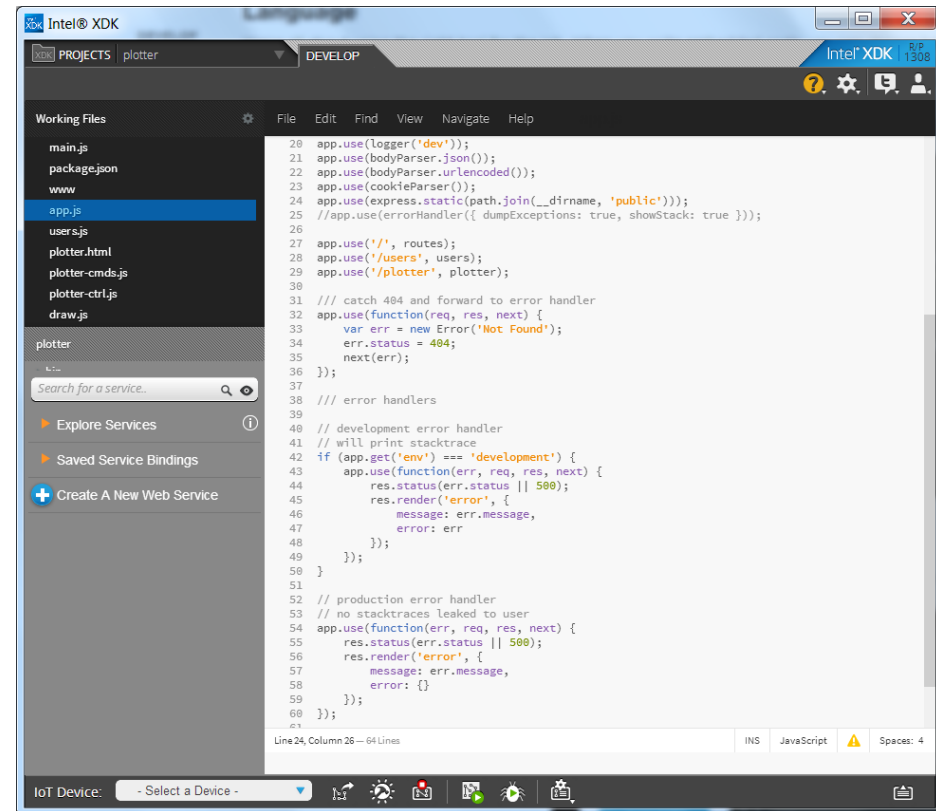 Language
Intel® XDK
XDK PROJECTS plotter
DEVELOP
Intel® XDK R/P 1308
Working Files
File Edit Find View Navigate Help
main.js
package.json
www
app.js
users.js
plotter.html
plotter-cmds.js
plotter-ctrl.js
draw.js
plotter
bin
Search for a service..
Explore Services
Saved Service Bindings
Create A New Web Service
20 app.use(logger('dev'));
21 app.use(bodyParser.json());
22 app.use(bodyParser.urlencoded());
23 app.use(cookieParser());
24 app.use(express.static(path.join(__dirname, 'public')));
25 //app.use(errorHandler({ dumpExceptions: true, showStack: true }));
26
27 app.use('/', routes);
28 app.use('/users', users);
29 app.use('/plotter', plotter);
30
31 /// catch 404 and forward to error handler
32 app.use(function(req, res, next) {
33     var err = new Error('Not Found');
34     err.status = 404;
35     next(err);
36 });
37
38 /// error handlers
39
40 // development error handler
41 // will print stacktrace
42 if (app.get('env') === 'development') {
43     app.use(function(err, req, res, next) {
44         res.status(err.status || 500);
45         res.render('error', {
46             message: err.message,
47             error: err
48         });
49     });
50 }
51
52 // production error handler
53 // no stacktraces leaked to user
54 app.use(function(err, req, res, next) {
55     res.status(err.status || 500);
56     res.render('error', {
57         message: err.message,
58         error: {}
59     });
60 });
61
Line 24, Column 26 — 64 Lines
INS JavaScript Spaces: 4
IoT Device: - Select a Device -